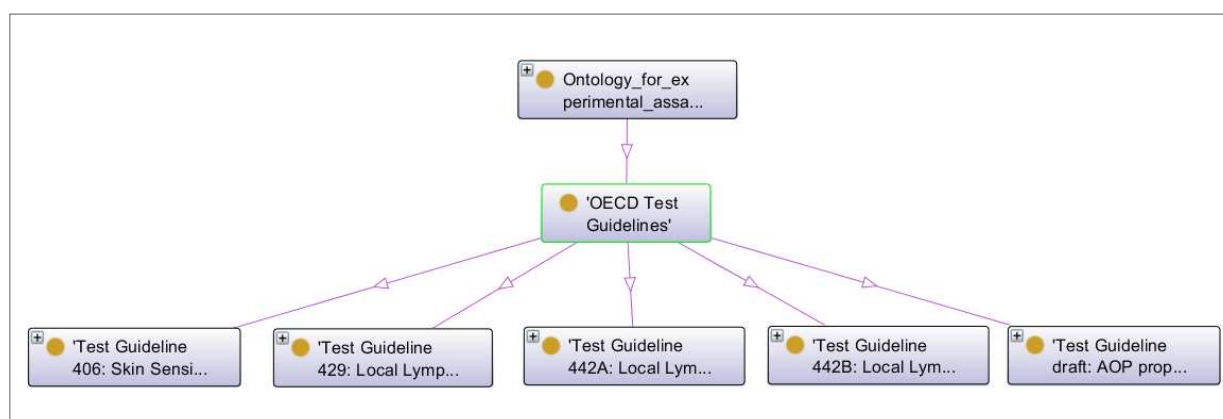 Ontology_for_ex
perimental_assa...
'OECD Test
Guidelines'
'Test Guideline
406: Skin Sensi...
'Test Guideline
429: Local Lymp...
'Test Guideline
442A: Local Lym...
'Test Guideline
442B: Local Lym...
'Test Guideline
draft: AOP prop...